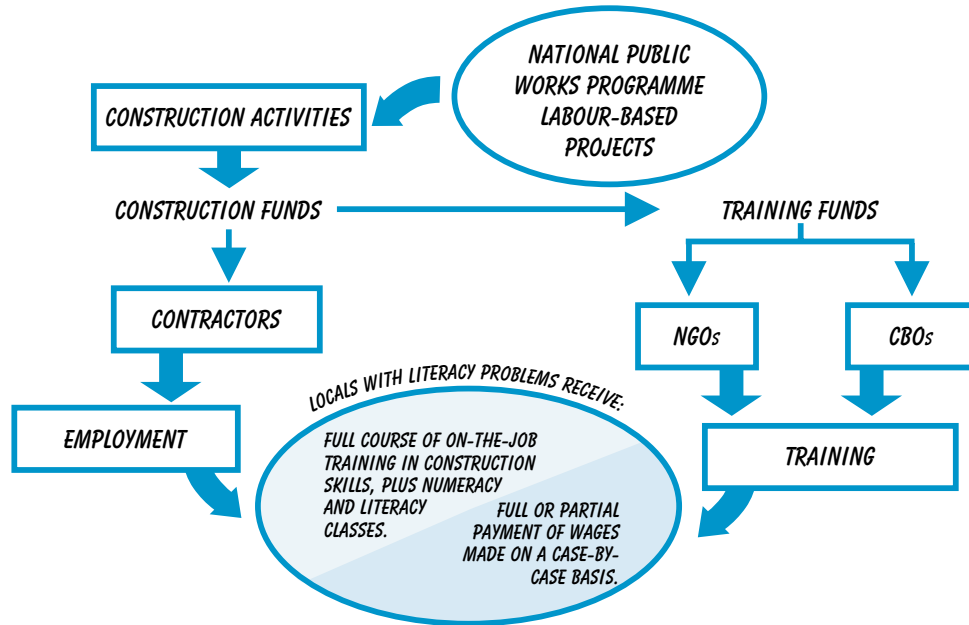 NATIONAL PUBLIC
WORKS PROGRAMME
LABOUR-BASED
PROJECTS
CONSTRUCTION ACTIVITIES
CONSTRUCTION FUNDS
TRAINING FUNDS
CONTRACTORS
NGOs
CBOs
EMPLOYMENT
TRAINING
LOCALS WITH LITERACY PROBLEMS RECEIVE:
FULL COURSE OF ON-THE-JOB
TRAINING IN CONSTRUCTION
SKILLS, PLUS NUMERACY
AND LITERACY
CLASSES.
FULL OR PARTIAL
PAYMENT OF WAGES
MADE ON A CASE-BY-
CASE BASIS.